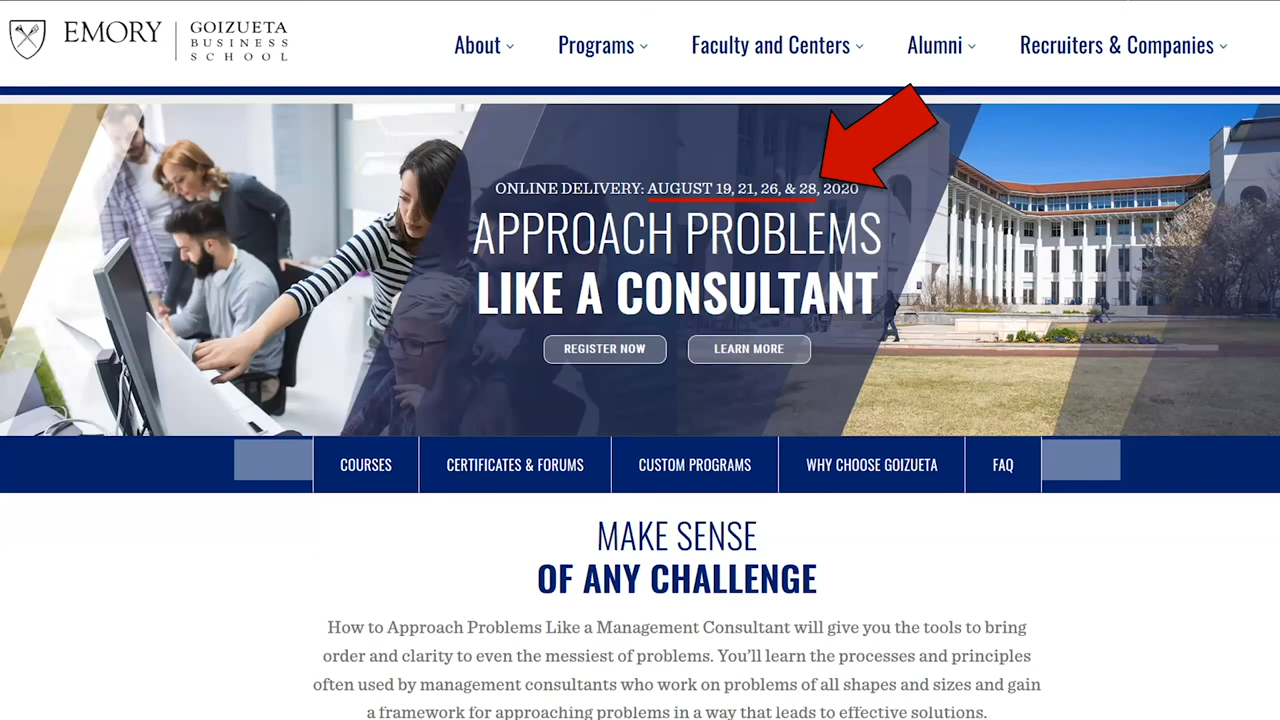 EMORY
GOIZUETA
BUSINESS
SCHOOL
About
Programs
Faculty and Centers
Alumni
Recruiters & Companies
ONLINE DELIVERY: AUGUST 19, 21, 26, & 28, 2020
APPROACH PROBLEMS
LIKE A CONSULTANT
REGISTER NOW
LEARN MORE
COURSES
CERTIFICATES & FORUMS
CUSTOM PROGRAMS
WHY CHOOSE GOIZUETA
FAQ
MAKE SENSE
OF ANY CHALLENGE
How to Approach Problems Like a Management Consultant will give you the tools to bring
order and clarity to even the messiest of problems. You’ll learn the processes and principles
often used by management consultants who work on problems of all shapes and sizes and gain
a framework for approaching problems in a way that leads to effective solutions.